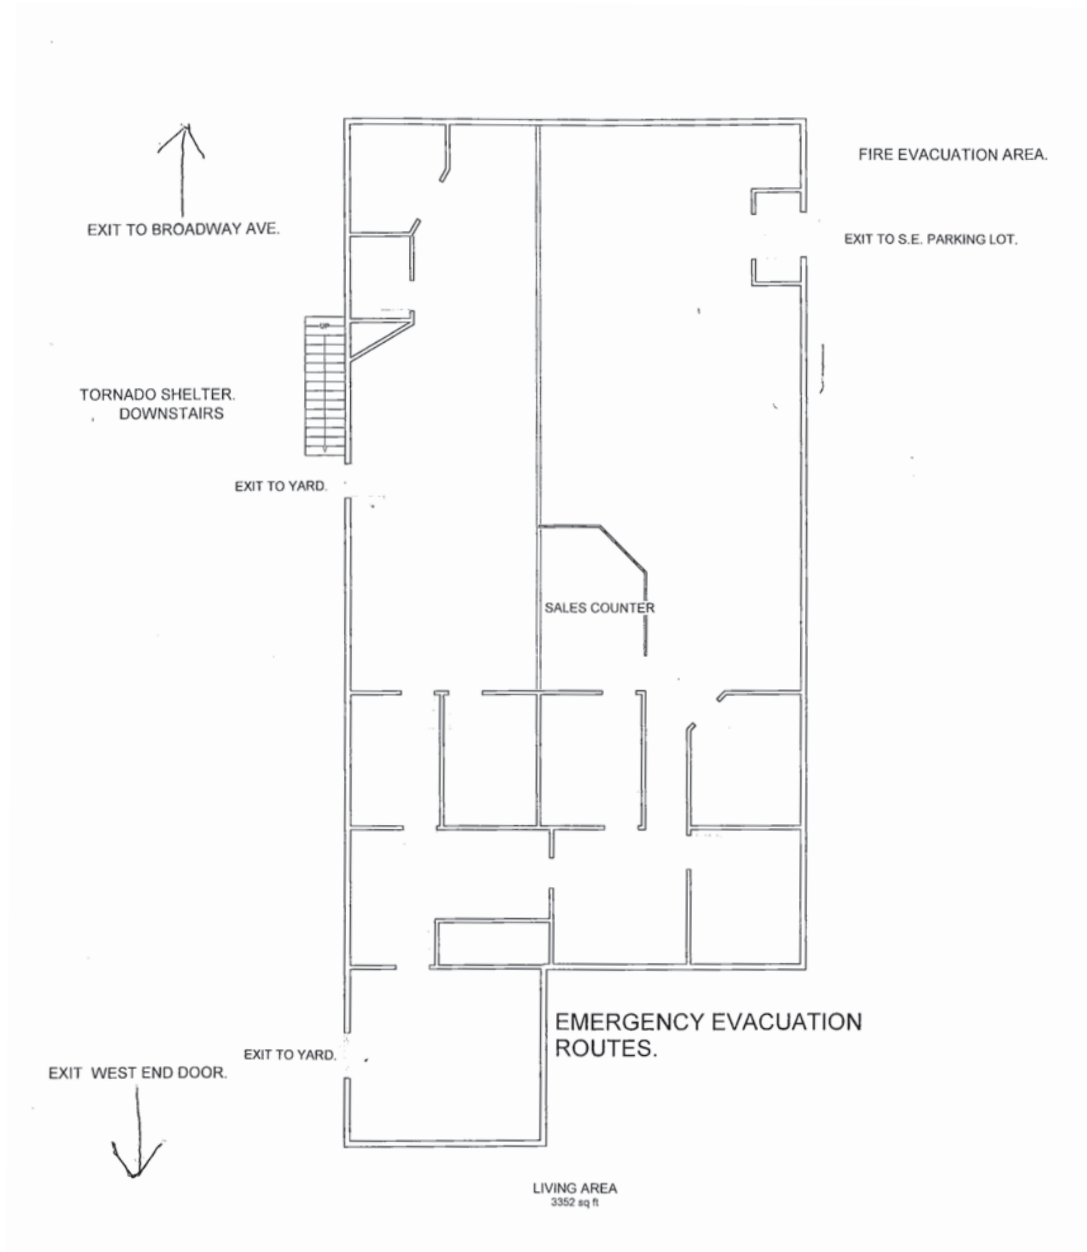 FIRE EVACUATION AREA.
EXIT TO BROADWAY AVE.
EXIT TO S.E. PARKING LOT.
UP
TORNADO SHELTER.
DOWNSTAIRS
EXIT TO YARD.
SALES COUNTER
EMERGENCY EVACUATION
ROUTES.
EXIT TO YARD.
EXIT WEST END DOOR.
LIVING AREA
3352 sq ft